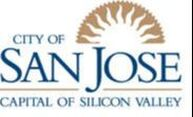 CITY OF
SAN JOSE
CAPITAL OF SILICON VALLEY